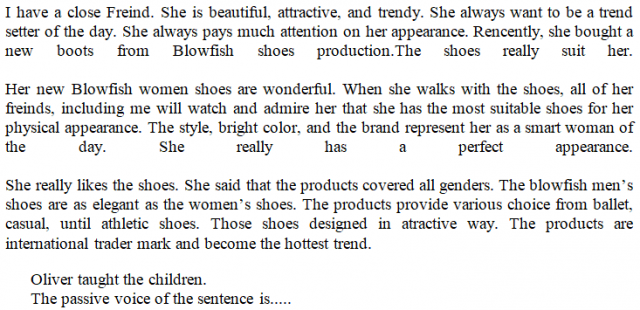 I have a close Freind. She is beautiful, attractive, and trendy. She always want to be a trend
setter of the day. She always pays much attention on her appearance. Rencently, she bought a
new boots from Blowfish shoes production.The shoes really suit her.
Her new Blowfish women shoes are wonderful. When she walks with the shoes, all of her
freinds, including me will watch and admire her that she has the most suitable shoes for her
physical appearance. The style, bright color, and the brand represent her as a smart woman of
the day. She really has a perfect appearance.
She really likes the shoes. She said that the products covered all genders. The blowfish men’s
shoes are as elegant as the women’s shoes. The products provide various choice from ballet,
casual, until athletic shoes. Those shoes designed in atractive way. The products are
international trader mark and become the hottest trend.
Oliver taught the children.
The passive voice of the sentence is.....